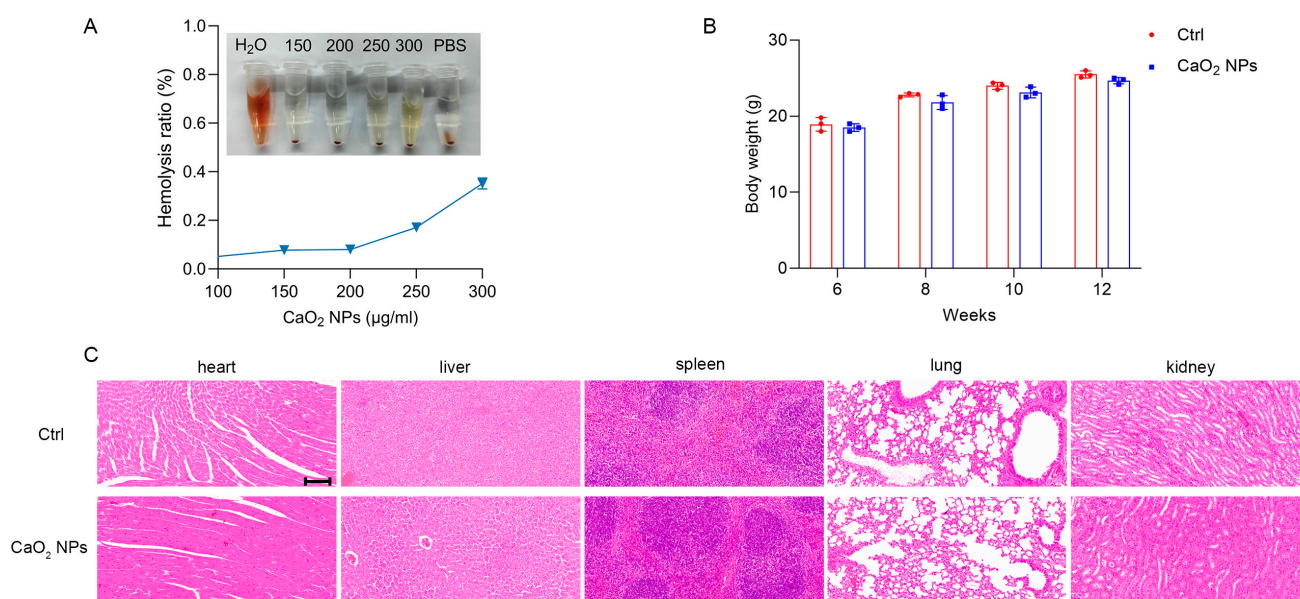 A
Hemolysis ratio (%)
1.0
0.8
0.6
0.4
0.2
0.0
H₂O 150 200 250 300 PBS
100 150 200 250 300
CaO₂ NPs (µg/ml)
B
Body weight (g)
30
20
10
0
6 8 10 12
Weeks
Ctrl
CaO₂ NPs
C
heart liver spleen lung kidney
Ctrl
CaO₂ NPs